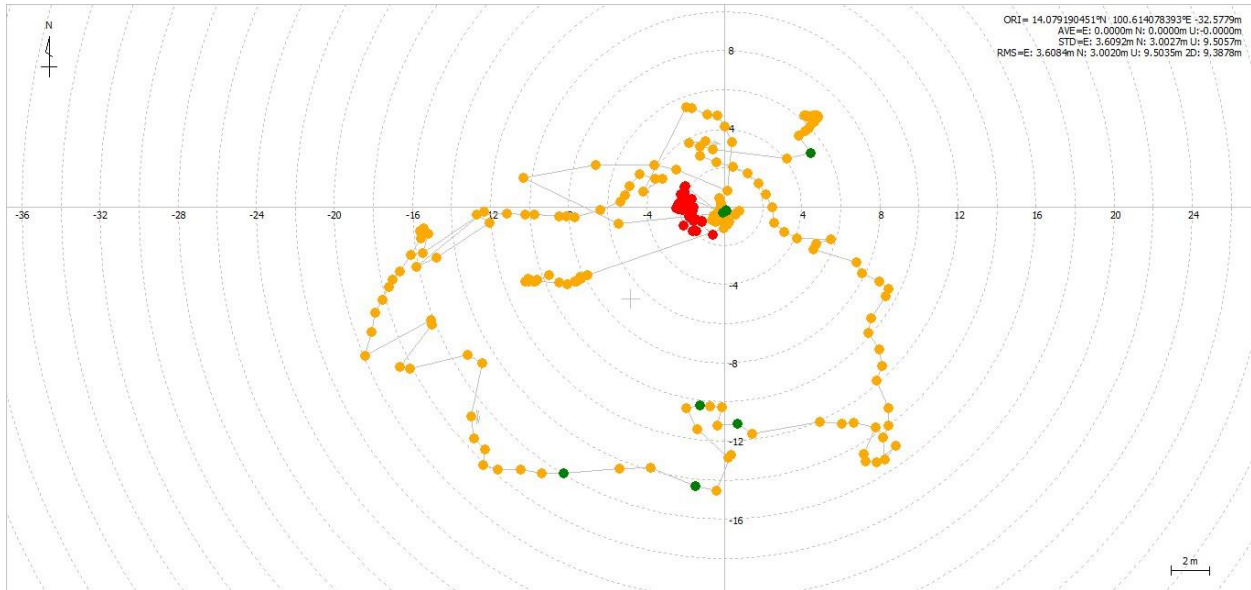 N
ORI= 14.079190451°N 100.614078393°E -32.5779m
AVE=E: 0.0000m N: 0.0000m U:-0.0000m
STD=E: 3.6092m N: 3.0027m U: 9.5057m
RMS=E: 3.6084m N: 3.0020m U: 9.5035m 2D: 9.3878m
8
4
-36 -32 -28 -24 -20 -16 -12 -8 -4 4 8 12 16 20 24
-4
-8
-12
-16
2 m